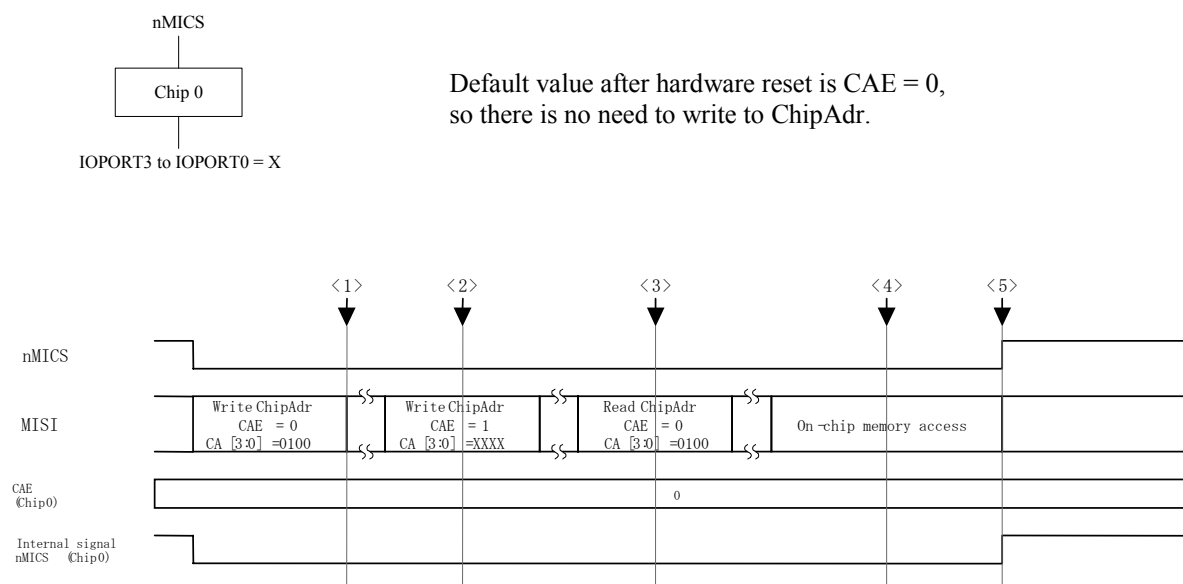 nMICS
Chip 0
IOPORT3 to IOPORT0 = X
Default value after hardware reset is CAE = 0,
so there is no need to write to ChipAdr.
<1> <2> <3> <4> <5>
nMICS
MISI
Write ChipAdr
CAE = 0
CA [3:0] =0100
Write ChipAdr
CAE = 1
CA [3:0] =XXXX
Read ChipAdr
CAE = 0
CA [3:0] =0100
On-chip memory access
CAE
(Chip0)
0
Internal signal
nMICS (Chip0)